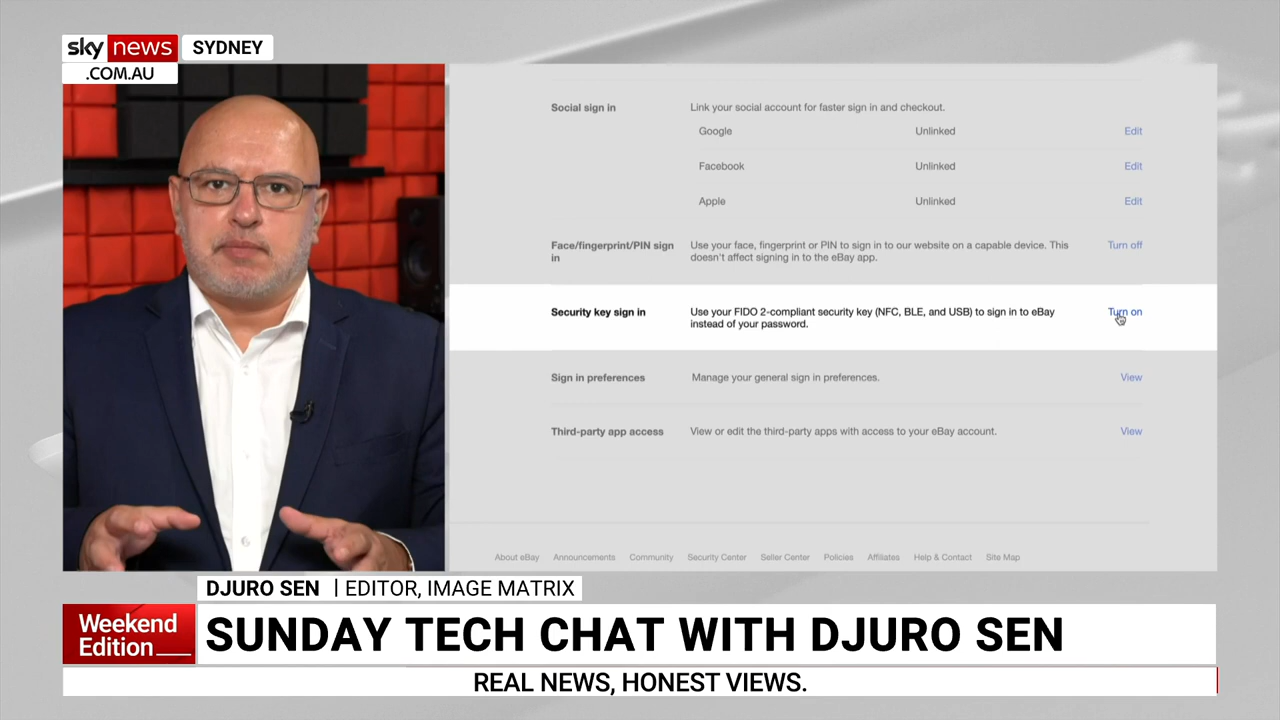 sky news
SYDNEY
.COM.AU
Social sign in
Link your social account for faster sign in and checkout.
Google Unlinked Edit
Facebook Unlinked Edit
Apple Unlinked Edit
Face/fingerprint/PIN sign in
Use your face, fingerprint or PIN to sign in to our website on a capable device. This
doesn't affect signing in to the eBay app.
Turn off
Security key sign in
Use your FIDO 2-compliant security key (NFC, BLE, and USB) to sign in to eBay
instead of your password.
Turn on
Sign in preferences Manage your general sign in preferences. View
Third-party app access View or edit the third-party apps with access to your eBay account. View
About eBay Announcements Community Security Center Seller Center Policies Affiliates Help & Contact Site Map
DJURO SEN | EDITOR, IMAGE MATRIX
Weekend
Edition
SUNDAY TECH CHAT WITH DJURO SEN
REAL NEWS, HONEST VIEWS.